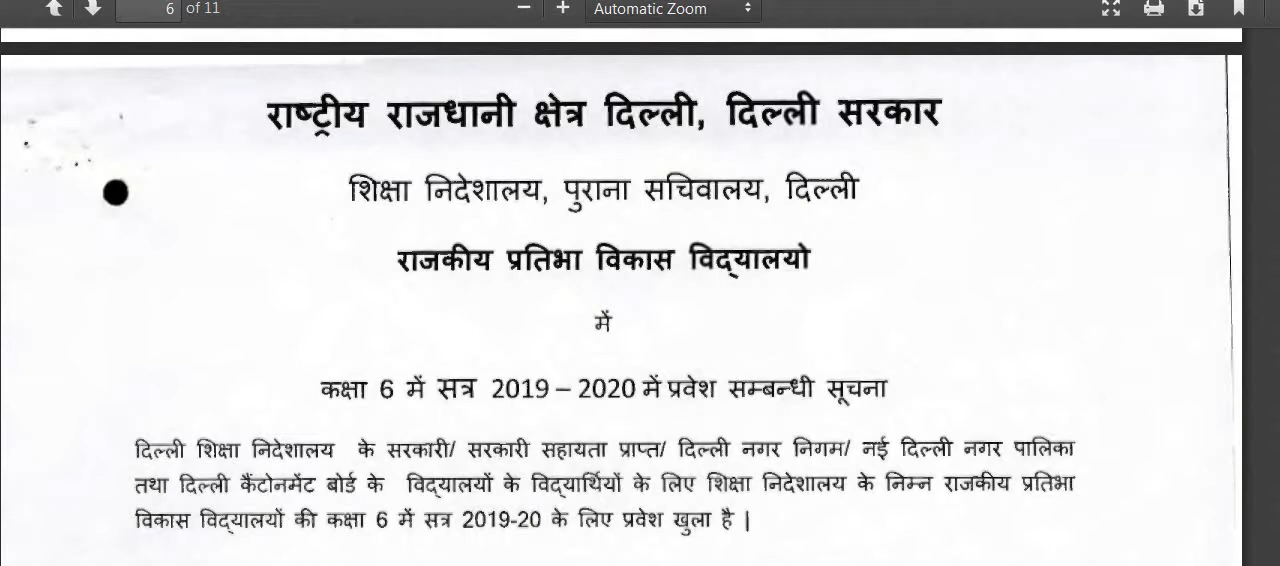 6 of 11
Automatic Zoom
राष्ट्रीय राजधानी क्षेत्र दिल्ली, दिल्ली सरकार
शिक्षा निदेशालय, पुराना सचिवालय, दिल्ली
राजकीय प्रतिभा विकास विद्यालयो
में
कक्षा 6 में सत्र 2019 – 2020 में प्रवेश सम्बन्धी सूचना
दिल्ली शिक्षा निदेशालय के सरकारी/ सरकारी सहायता प्राप्त/ दिल्ली नगर निगम/ नई दिल्ली नगर पालिका
तथा दिल्ली कैंटोनमेंट बोर्ड के विद्यालयों के विद्यार्थियों के लिए शिक्षा निदेशालय के निम्न राजकीय प्रतिभा
विकास विद्यालयों की कक्षा 6 में सत्र 2019-20 के लिए प्रवेश खुला है |